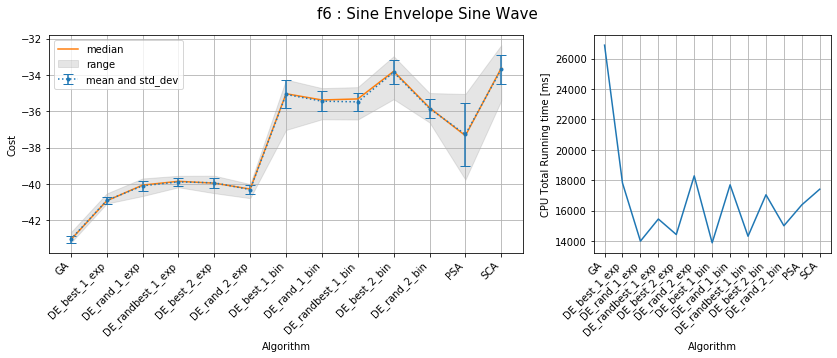 f6 : Sine Envelope Sine Wave
−32
−34
−36
−38
−40
−42
Cost
median
range
mean and std_dev
GA
DE_best_1_exp
DE_rand_1_exp
DE_randbest_1_exp
DE_best_2_exp
DE_rand_2_exp
DE_best_1_bin
DE_rand_1_bin
DE_randbest_1_bin
DE_best_2_bin
DE_rand_2_bin
PSA
SCA
Algorithm
26000
24000
22000
20000
18000
16000
14000
CPU Total Running time [ms]
GA
DE_best_1_exp
DE_rand_1_exp
DE_randbest_1_exp
DE_best_2_exp
DE_rand_2_exp
DE_best_1_bin
DE_rand_1_bin
DE_randbest_1_bin
DE_best_2_bin
DE_rand_2_bin
PSA
SCA
Algorithm